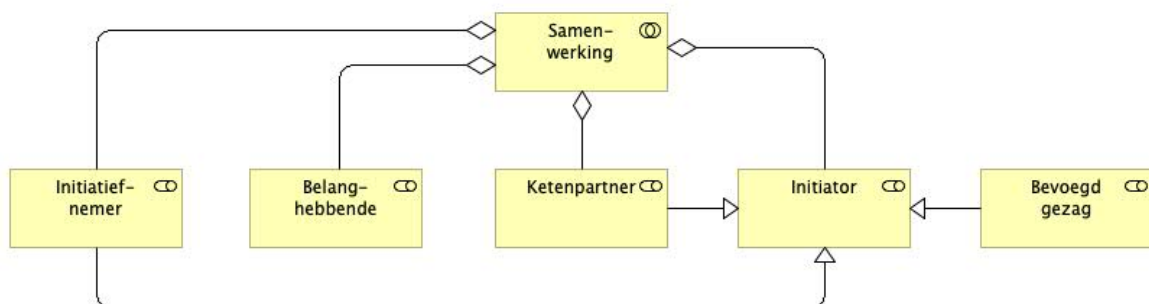 Samen-
werking
Initiatief-
nemer
Belang-
hebbende
Ketenpartner
Initiator
Bevoegd
gezag